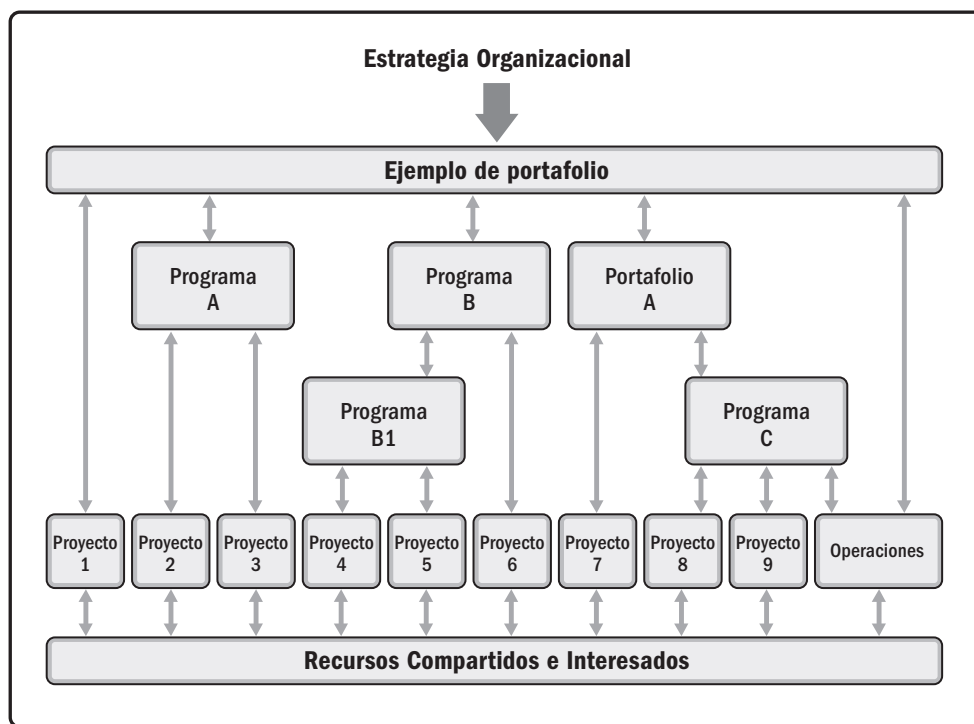 Estrategia Organizacional
Ejemplo de portafolio
Programa
A
Programa
B
Portafolio
A
Programa
B1
Programa
C
Proyecto
1
Proyecto
2
Proyecto
3
Proyecto
4
Proyecto
5
Proyecto
6
Proyecto
7
Proyecto
8
Proyecto
9
Operaciones
Recursos Compartidos e Interesados